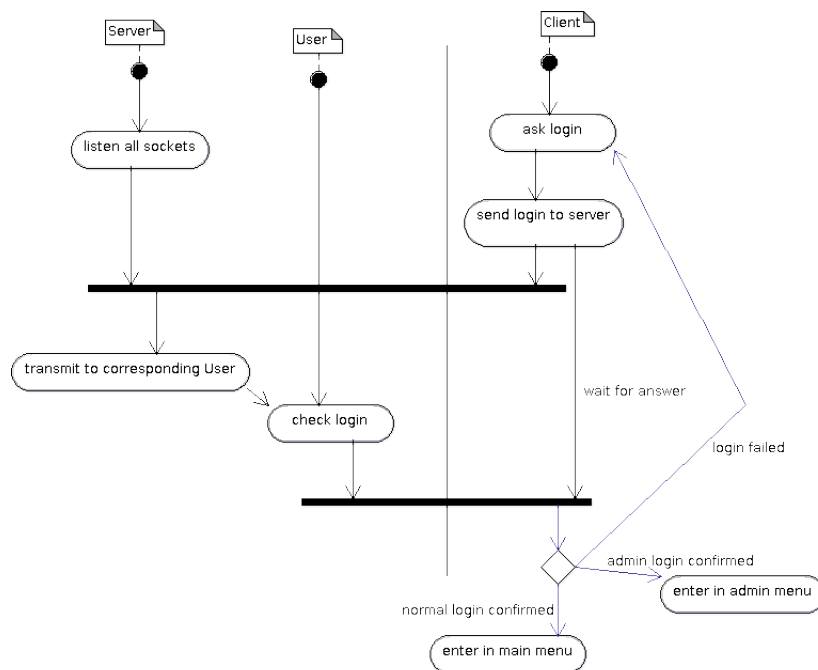 Server
User
Client
listen all sockets
ask login
send login to server
transmit to corresponding User
check login
wait for answer
login failed
admin login confirmed
enter in admin menu
normal login confirmed
enter in main menu